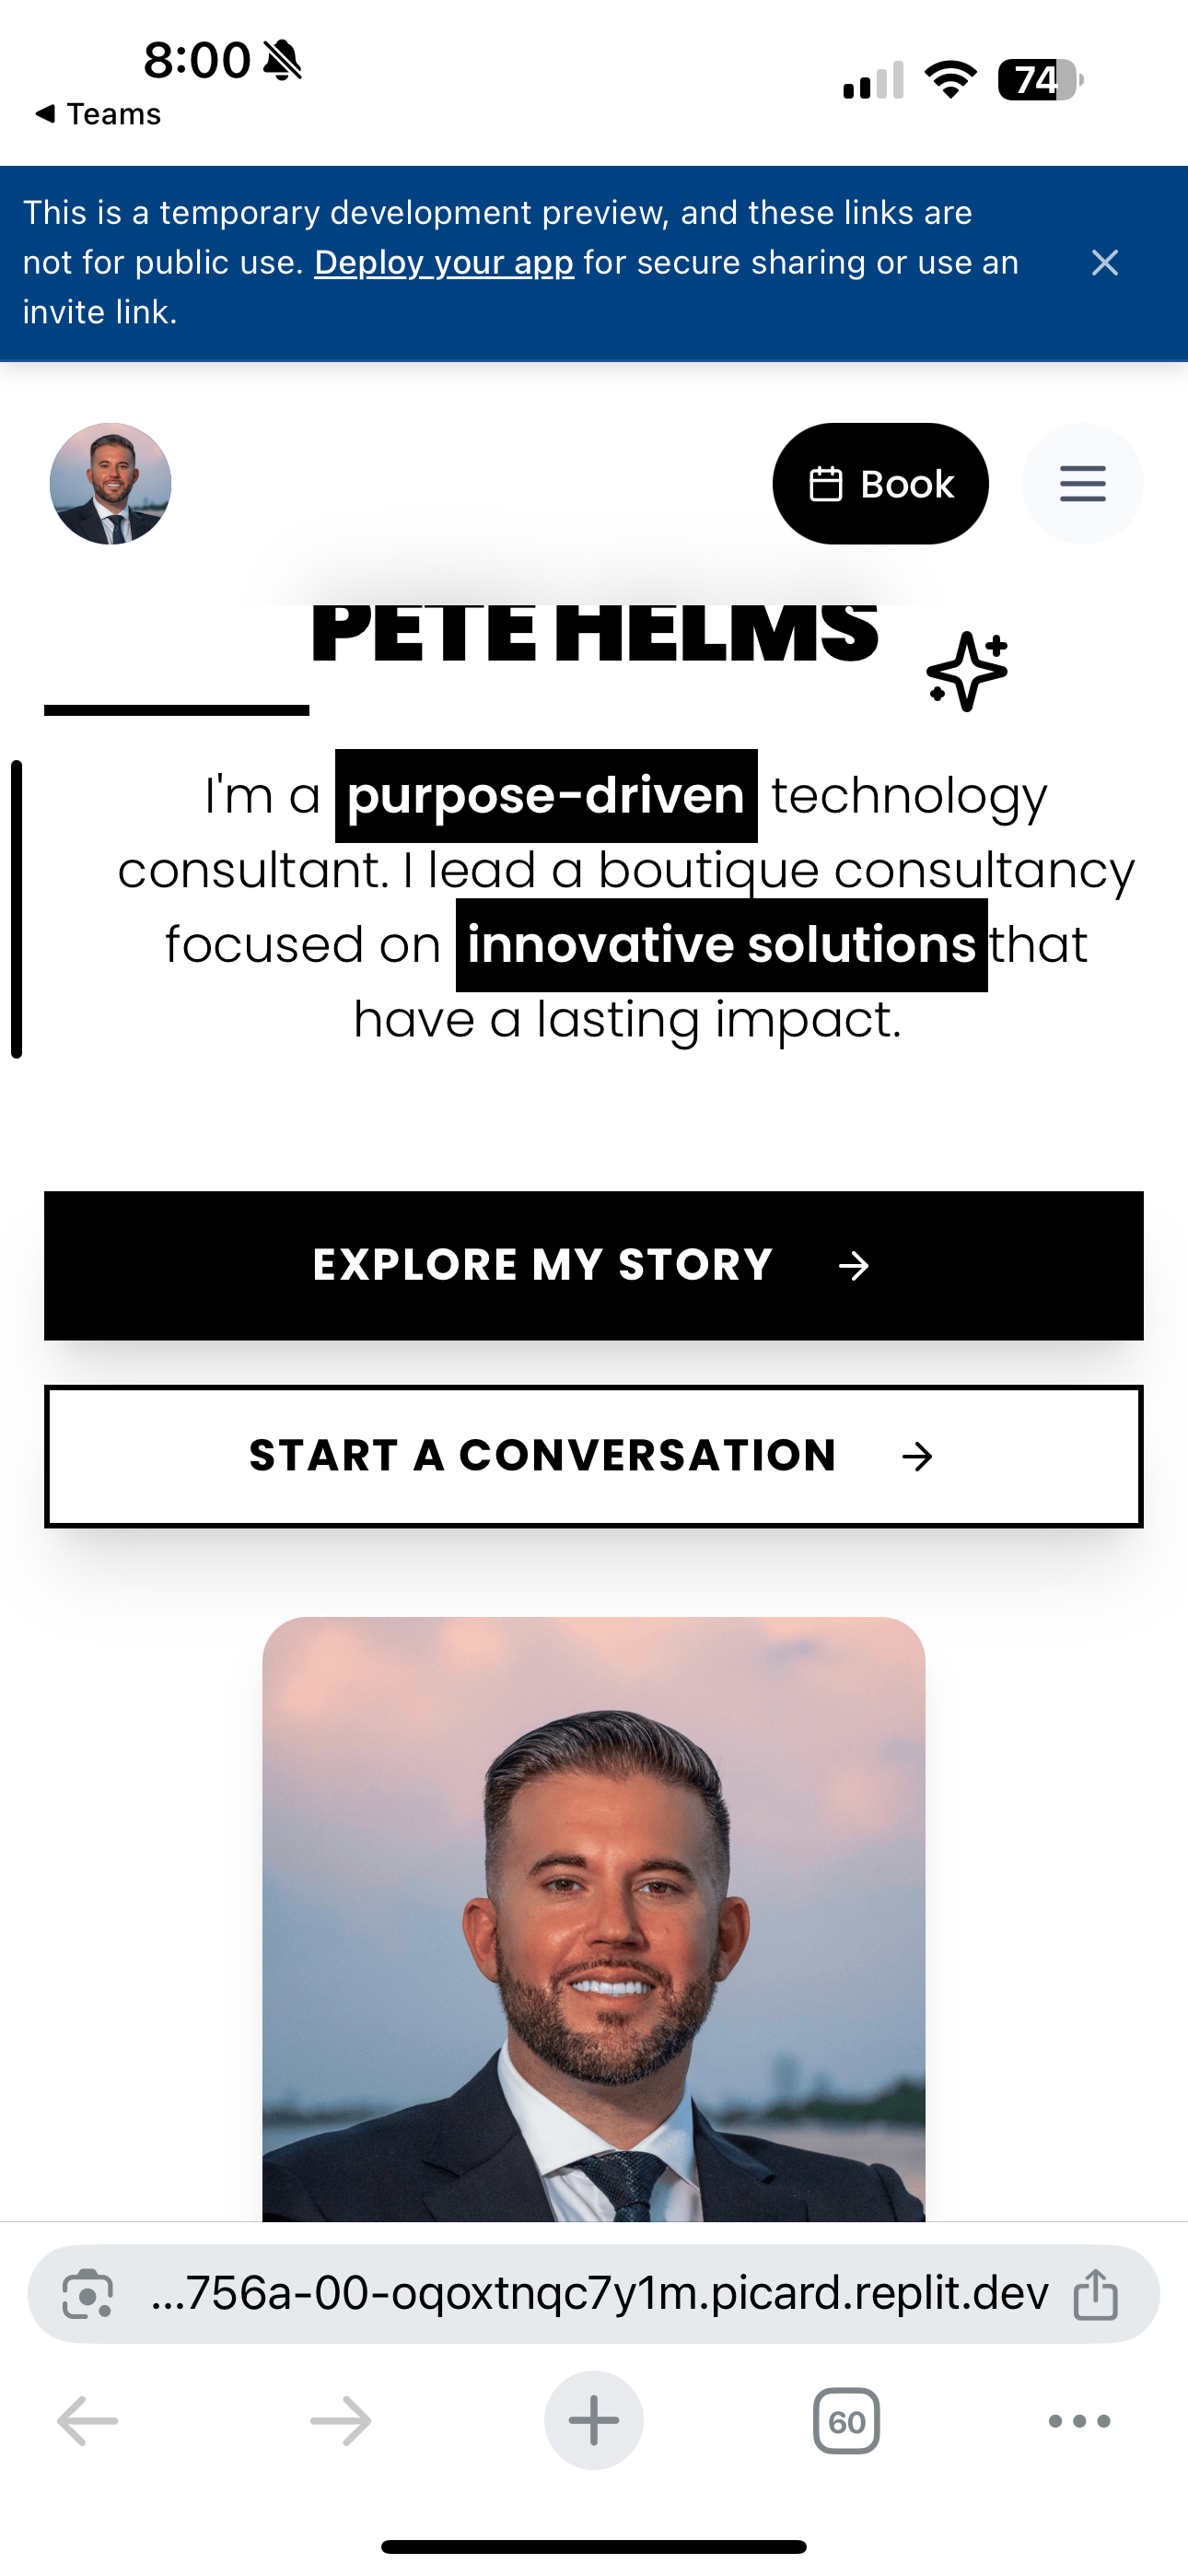 8:00
Teams
74
This is a temporary development preview, and these links are
not for public use. Deploy your app for secure sharing or use an
invite link.
Book
PETE HELMS
I'm a purpose-driven technology
consultant. I lead a boutique consultancy
focused on innovative solutions that
have a lasting impact.
EXPLORE MY STORY
START A CONVERSATION
...756a-00-oqoxtnqc7y1m.picard.replit.dev
60